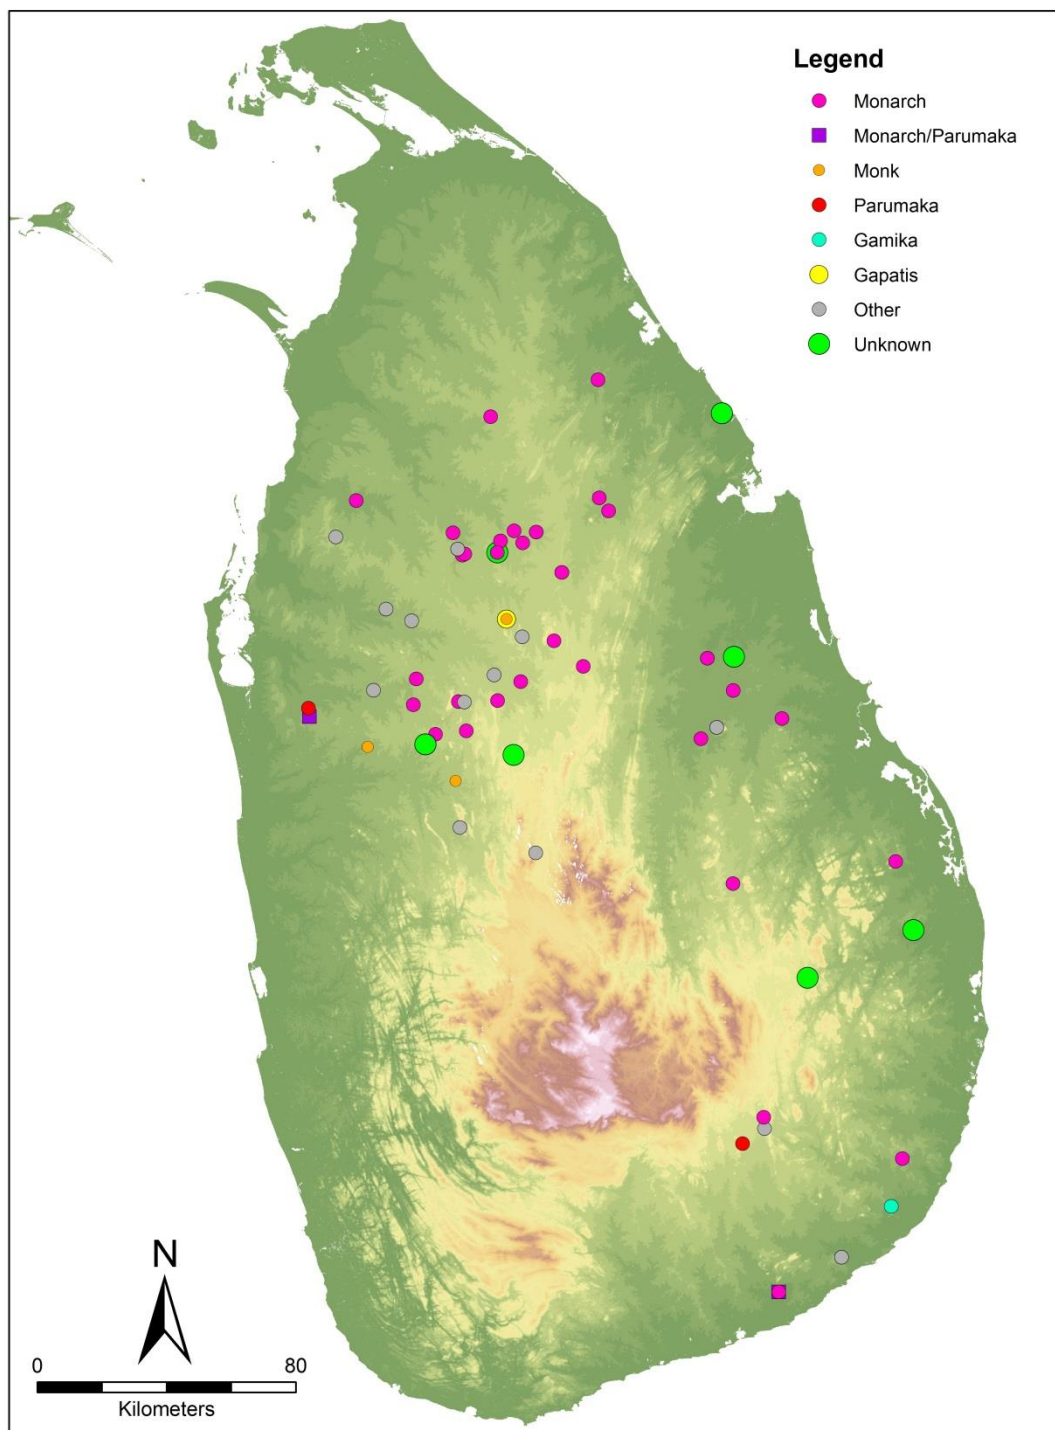 Legend
Monarch
Monarch/Parumaka
Monk
Parumaka
Gamika
Gapatis
Other
Unknown
N
0 80
Kilometers